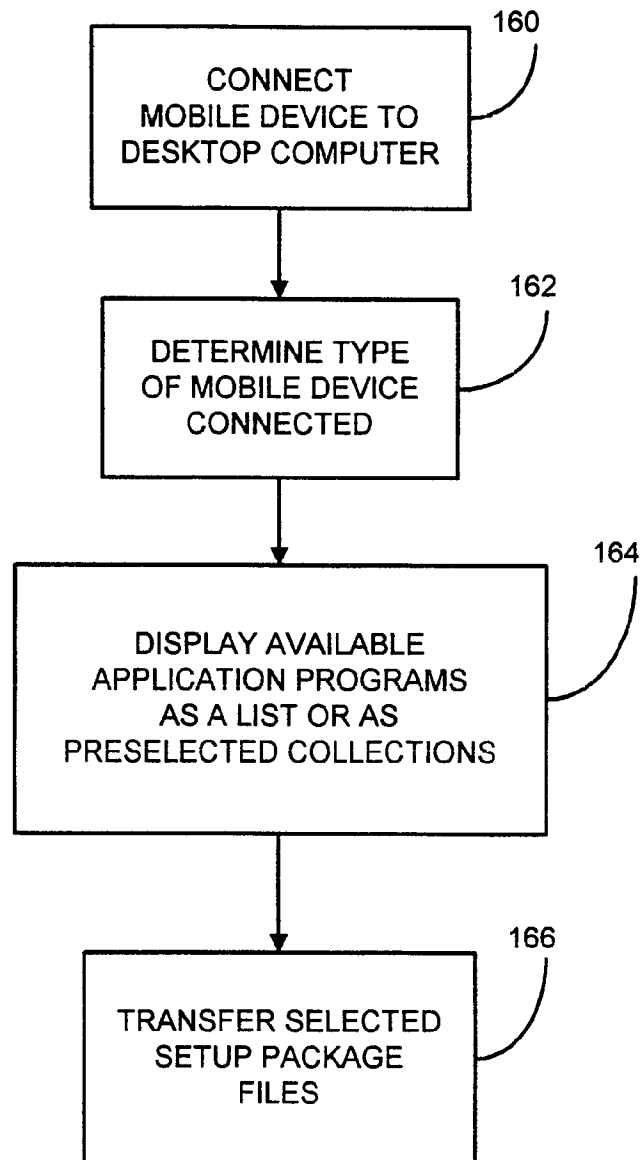 160
CONNECT
MOBILE DEVICE TO
DESKTOP COMPUTER
162
DETERMINE TYPE
OF MOBILE DEVICE
CONNECTED
164
DISPLAY AVAILABLE
APPLICATION PROGRAMS
AS A LIST OR AS
PRESELECTED COLLECTIONS
166
TRANSFER SELECTED
SETUP PACKAGE
FILES